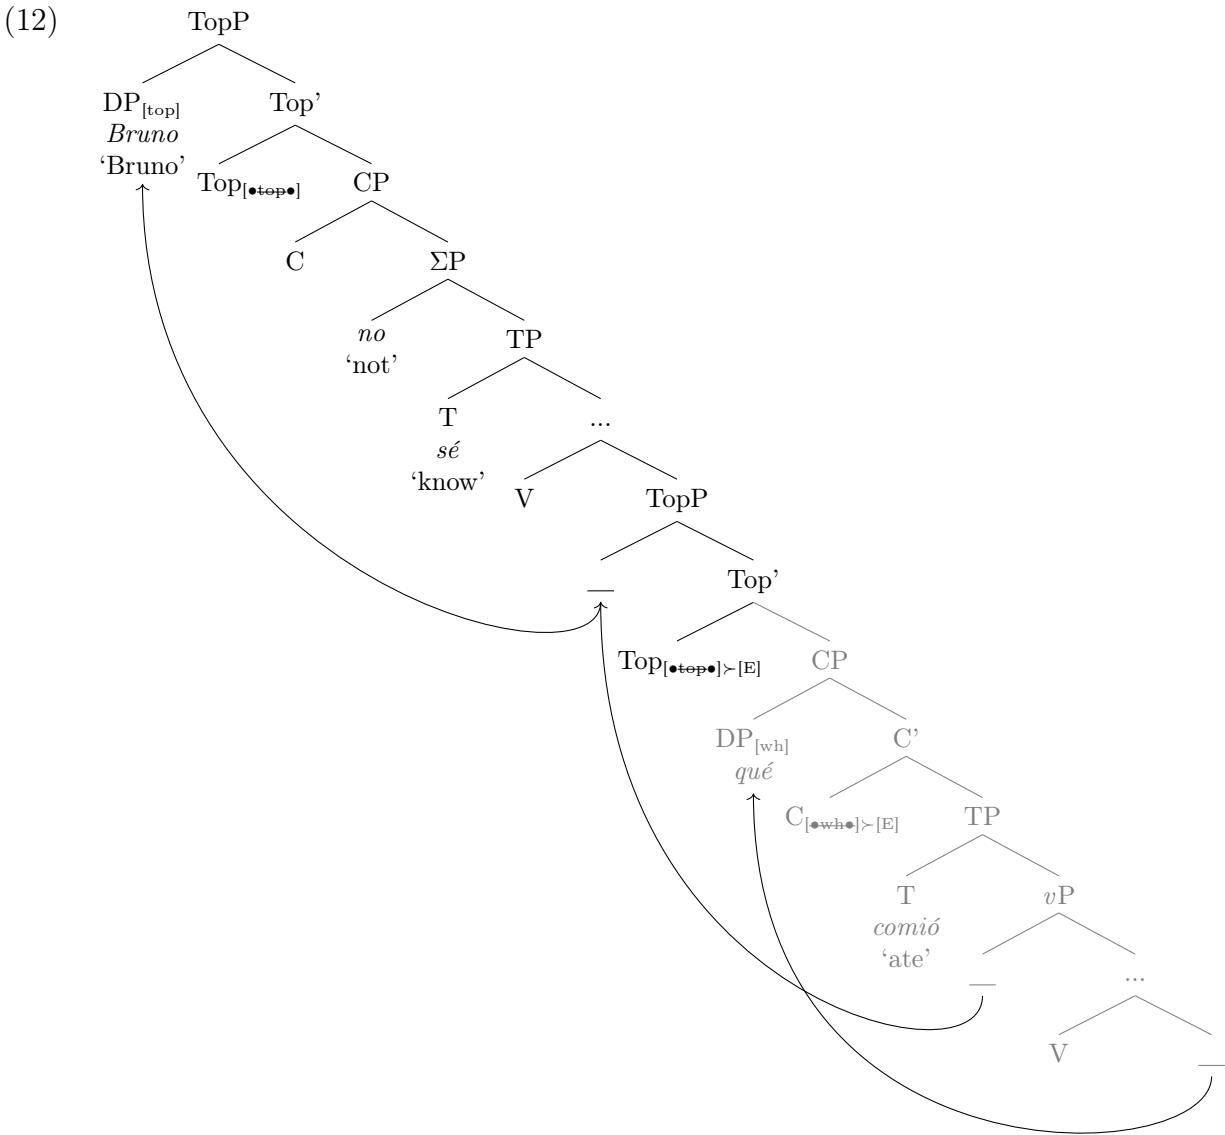 (12)
TopP
DP[top] Top'
Bruno
‘Bruno’
Top[•top•] CP
C ΣP
no TP
‘not’
T ...
sé
‘know’ V TopP
— Top'
Top[•top•]≻[E] CP
DP[wh] C'
qué
C[•wh•]≻[E] TP
T vP
comió
‘ate’
— ...
V —